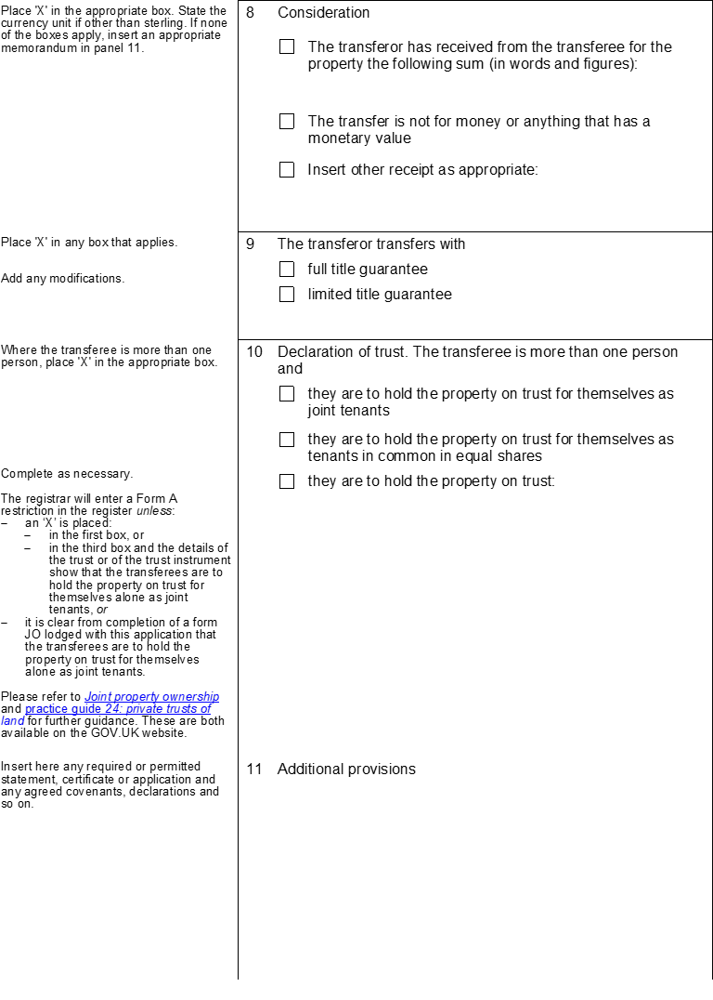 Place 'X' in the appropriate box. State the
currency unit if other than sterling. If none
of the boxes apply, insert an appropriate
memorandum in panel 11.
8 Consideration
The transferor has received from the transferee for the
property the following sum (in words and figures):
The transfer is not for money or anything that has a
monetary value
Insert other receipt as appropriate:
Place 'X' in any box that applies.
Add any modifications.
9 The transferor transfers with
full title guarantee
limited title guarantee
Where the transferee is more than one
person, place 'X' in the appropriate box.
Complete as necessary.
The registrar will enter a Form A
restriction in the register unless:
– an ‘X’ is placed:
– in the first box, or
– in the third box and the details of
the trust or of the trust instrument
show that the transferees are to
hold the property on trust for
themselves alone as joint
tenants, or
– it is clear from completion of a form
JO lodged with this application that
the transferees are to hold the
property on trust for themselves
alone as joint tenants.
Please refer to Joint property ownership
and practice guide 24: private trusts of
land for further guidance. These are both
available on the GOV.UK website.
10 Declaration of trust. The transferee is more than one person
and
they are to hold the property on trust for themselves as
joint tenants
they are to hold the property on trust for themselves as
tenants in common in equal shares
they are to hold the property on trust:
Insert here any required or permitted
statement, certificate or application and
any agreed covenants, declarations and
so on.
11 Additional provisions